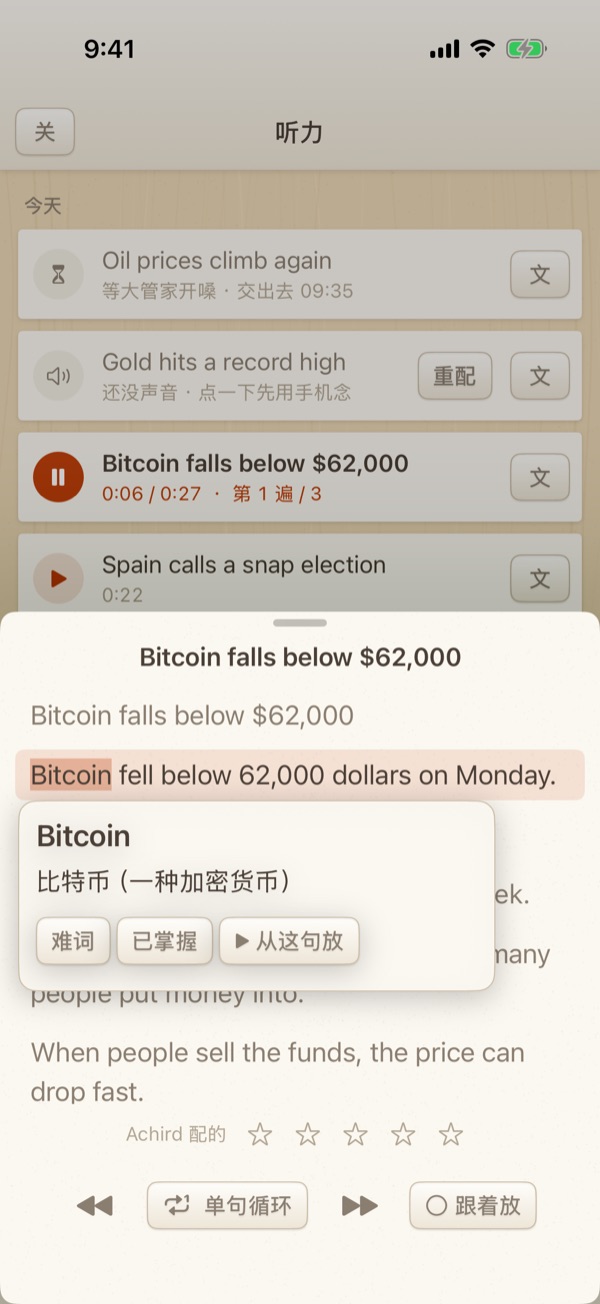 9:41
关
听力
今天
Oil prices climb again
等大管家开嗓 · 交出去 09:35
文
Gold hits a record high
还没声音 · 点一下先用手机念
重配
文
Bitcoin falls below $62,000
0:06 / 0:27 · 第 1 遍 / 3
文
Spain calls a snap election
0:22
文
Bitcoin falls below $62,000
Bitcoin falls below $62,000
Bitcoin fell below 62,000 dollars on Monday.
Bitcoin
比特币 (一种加密货币)
难词
已掌握
从这句放
ek.
many
people put money into.
When people sell the funds, the price can
drop fast.
Achird 配的
单句循环
跟着放